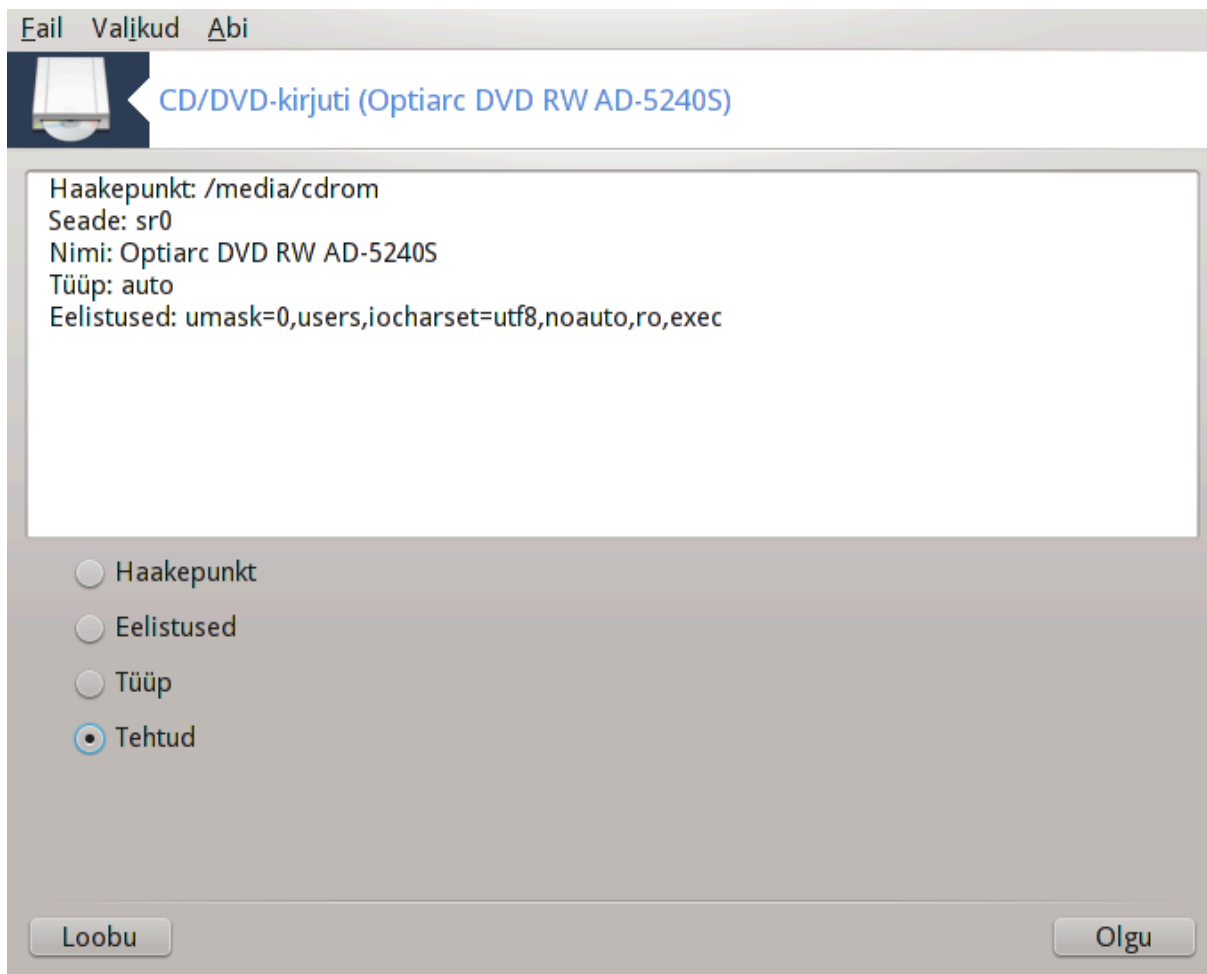 Fail Valikud Abi
CD/DVD-kirjuti (Optiarc DVD RW AD-5240S)
Haakepunkt: /media/cdrom
Seade: sr0
Nimi: Optiarc DVD RW AD-5240S
Tüüp: auto
Eelistused: umask=0,users,iocharset=utf8,noauto,ro,exec
Haakepunkt
Eelistused
Tüüp
Tehtud
Loobu Olgu